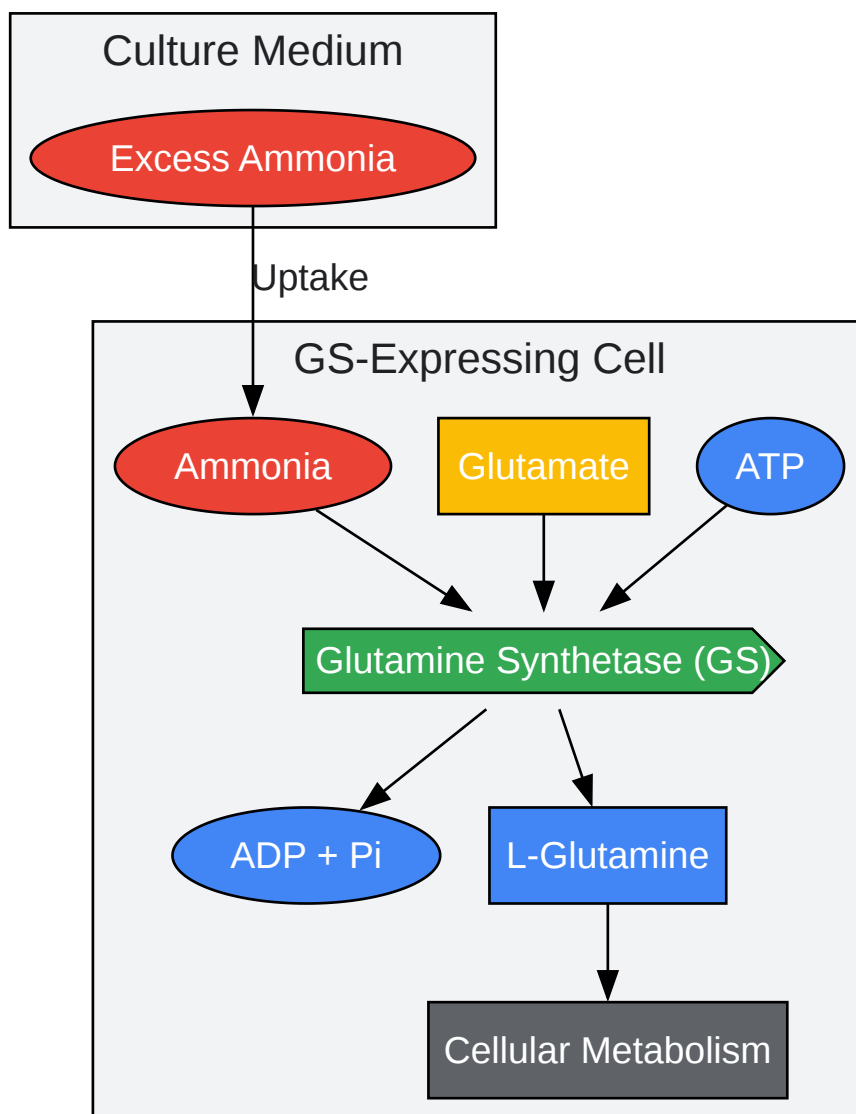 Culture Medium
Excess Ammonia
Uptake
GS-Expressing Cell
Ammonia
Glutamate
ATP
Glutamine Synthetase (GS)
ADP + Pi
L-Glutamine
Cellular Metabolism